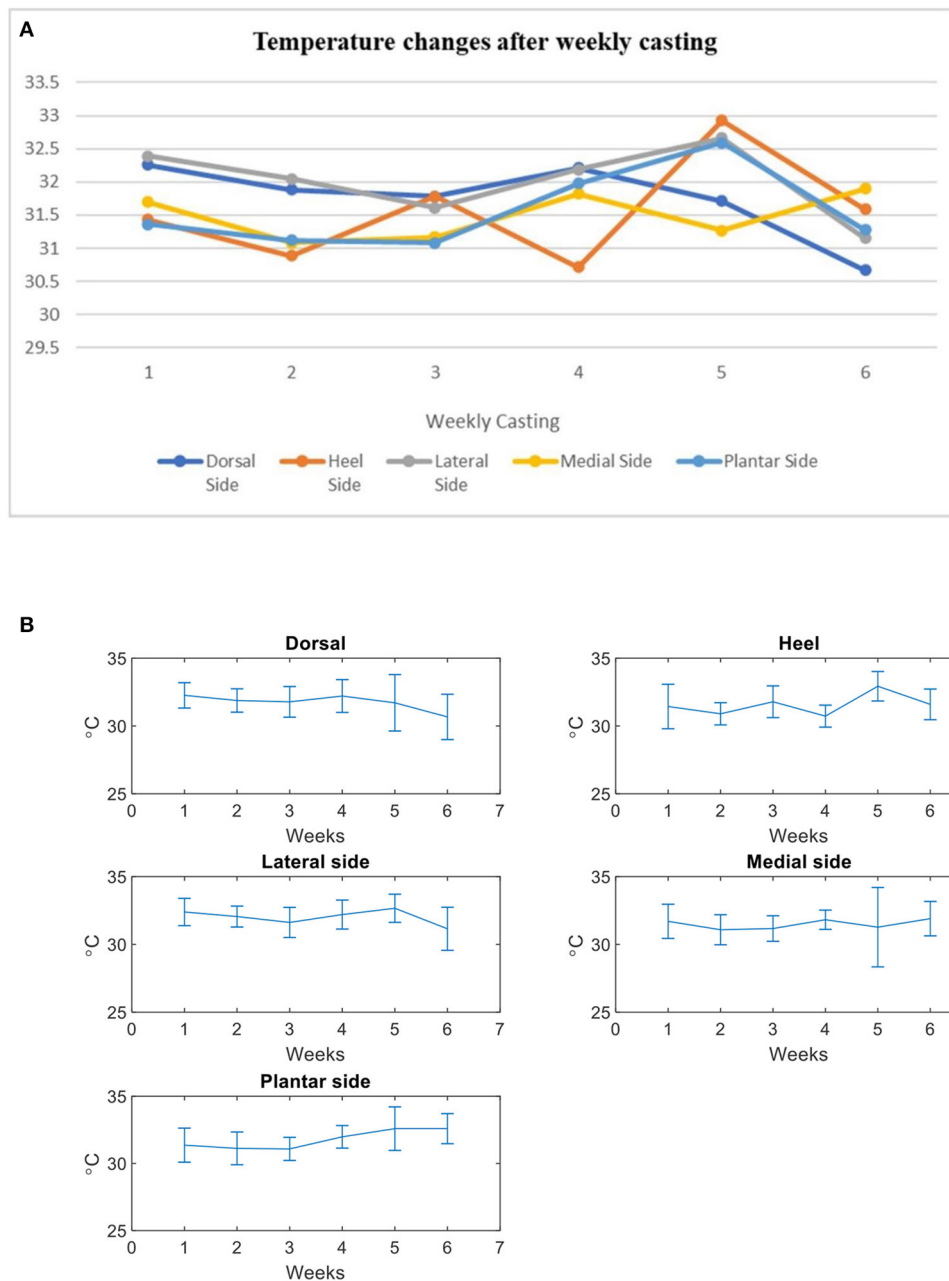 A
Temperature changes after weekly casting
33.5
33
32.5
32
31.5
31
30.5
30
29.5
1 2 3 4 5 6
Weekly Casting
Dorsal Side Heel Side Lateral Side Medial Side Plantar Side
B
Dorsal
35
30
25
°C
0 1 2 3 4 5 6 7
Weeks
Heel
35
30
25
°C
0 1 2 3 4 5 6
Weeks
Lateral side
35
30
25
°C
0 1 2 3 4 5 6 7
Weeks
Medial side
35
30
25
°C
0 1 2 3 4 5 6
Weeks
Plantar side
35
30
25
°C
0 1 2 3 4 5 6 7
Weeks